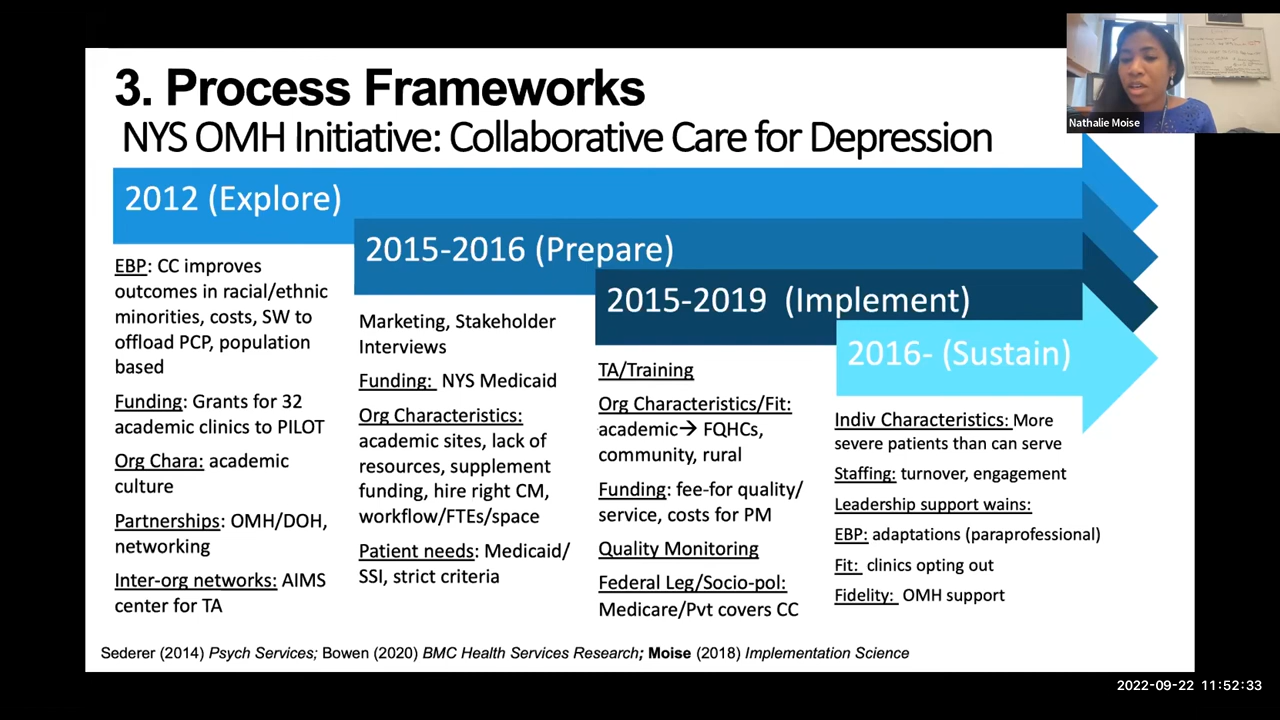 3. Process Frameworks
NYS OMH Initiative: Collaborative Care for Depression
Nathalie Moise
2012 (Explore)
EBP: CC improves
outcomes in racial/ethnic
minorities, costs, SW to
offload PCP, population
based
Funding: Grants for 32
academic clinics to PILOT
Org Chara: academic
culture
Partnerships: OMH/DOH,
networking
Inter-org networks: AIMS
center for TA
2015-2016 (Prepare)
Marketing, Stakeholder
Interviews
Funding: NYS Medicaid
Org Characteristics:
academic sites, lack of
resources, supplement
funding, hire right CM,
workflow/FTEs/space
Patient needs: Medicaid/
SSI, strict criteria
2015-2019 (Implement)
TA/Training
Org Characteristics/Fit:
academic→ FQHCs,
community, rural
Funding: fee-for quality/
service, costs for PM
Quality Monitoring
Federal Leg/Socio-pol:
Medicare/Pvt covers CC
2016- (Sustain)
Indiv Characteristics: More
severe patients than can serve
Staffing: turnover, engagement
Leadership support wains:
EBP: adaptations (paraprofessional)
Fit: clinics opting out
Fidelity: OMH support
Sederer (2014) Psych Services; Bowen (2020) BMC Health Services Research; Moise (2018) Implementation Science
2022-09-22 11:52:33